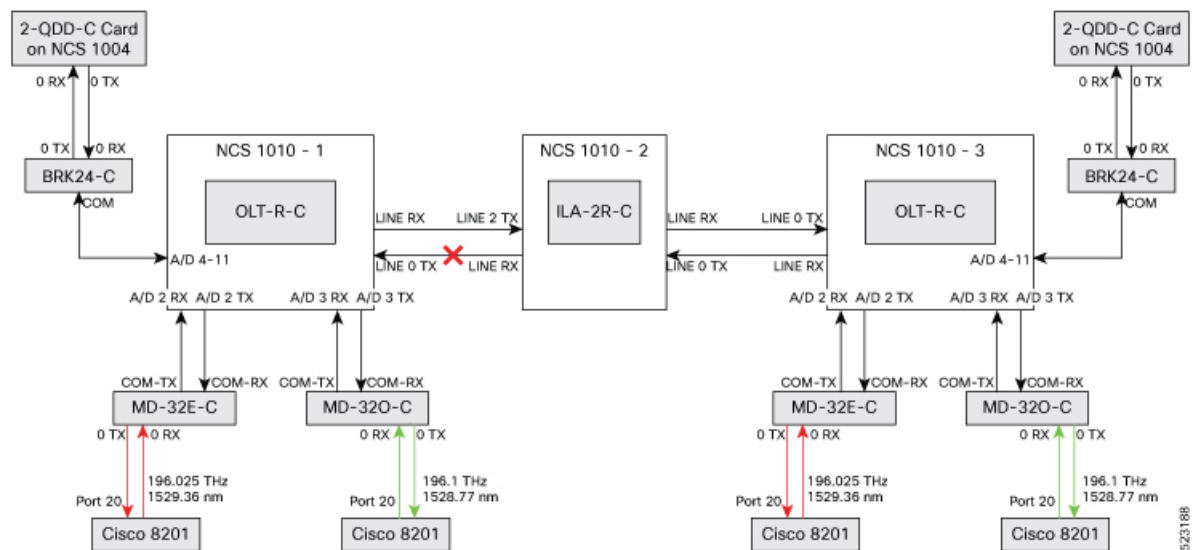 2-QDD-C Card
on NCS 1004
2-QDD-C Card
on NCS 1004
0 RX
0 TX
0 RX
0 TX
0 TX
0 RX
0 TX
0 RX
BRK24-C
BRK24-C
COM
COM
NCS 1010 - 1
NCS 1010 - 2
NCS 1010 - 3
OLT-R-C
ILA-2R-C
OLT-R-C
LINE RX
LINE 2 TX
LINE RX
LINE 0 TX
A/D 4-11
LINE 0 TX
LINE RX
LINE 0 TX
LINE RX
A/D 4-11
A/D 2 RX
A/D 2 TX
A/D 3 RX
A/D 3 TX
A/D 2 RX
A/D 2 TX
A/D 3 RX
A/D 3 TX
COM-TX
COM-RX
COM-TX
COM-RX
COM-TX
COM-RX
COM-TX
COM-RX
MD-32E-C
MD-32O-C
MD-32E-C
MD-32O-C
0 TX
0 RX
0 RX
0 TX
0 TX
0 RX
0 RX
0 TX
196.025 THz
1529.36 nm
196.1 THz
1528.77 nm
196.025 THz
1529.36 nm
196.1 THz
1528.77 nm
Port 20
Port 20
Port 20
Port 20
Cisco 8201
Cisco 8201
Cisco 8201
Cisco 8201
523188